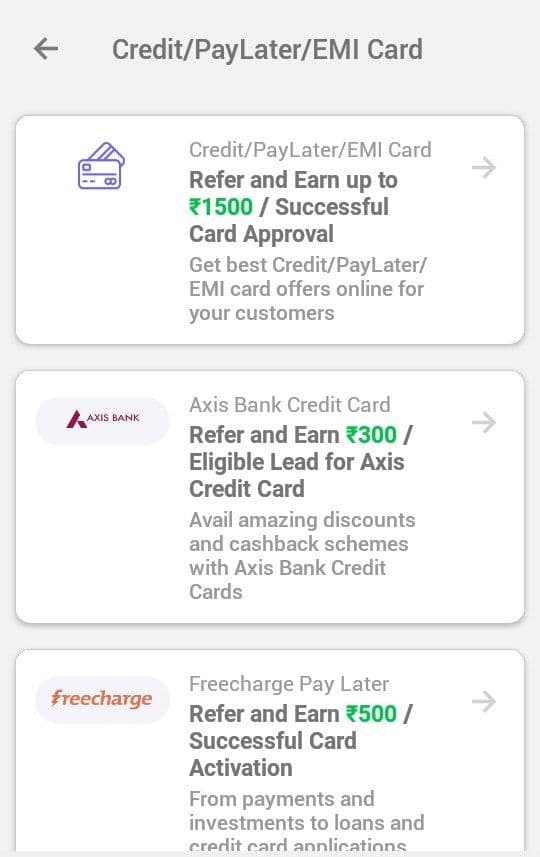 Credit/PayLater/EMI Card
Credit/PayLater/EMI Card
Refer and Earn up to
₹1500 / Successful
Card Approval
Get best Credit/PayLater/
EMI card offers online for
your customers
AXIS BANK
Axis Bank Credit Card
Refer and Earn ₹300 /
Eligible Lead for Axis
Credit Card
Avail amazing discounts
and cashback schemes
with Axis Bank Credit
Cards
freecharge
Freecharge Pay Later
Refer and Earn ₹500 /
Successful Card
Activation
From payments and
investments to loans and
credit card applications